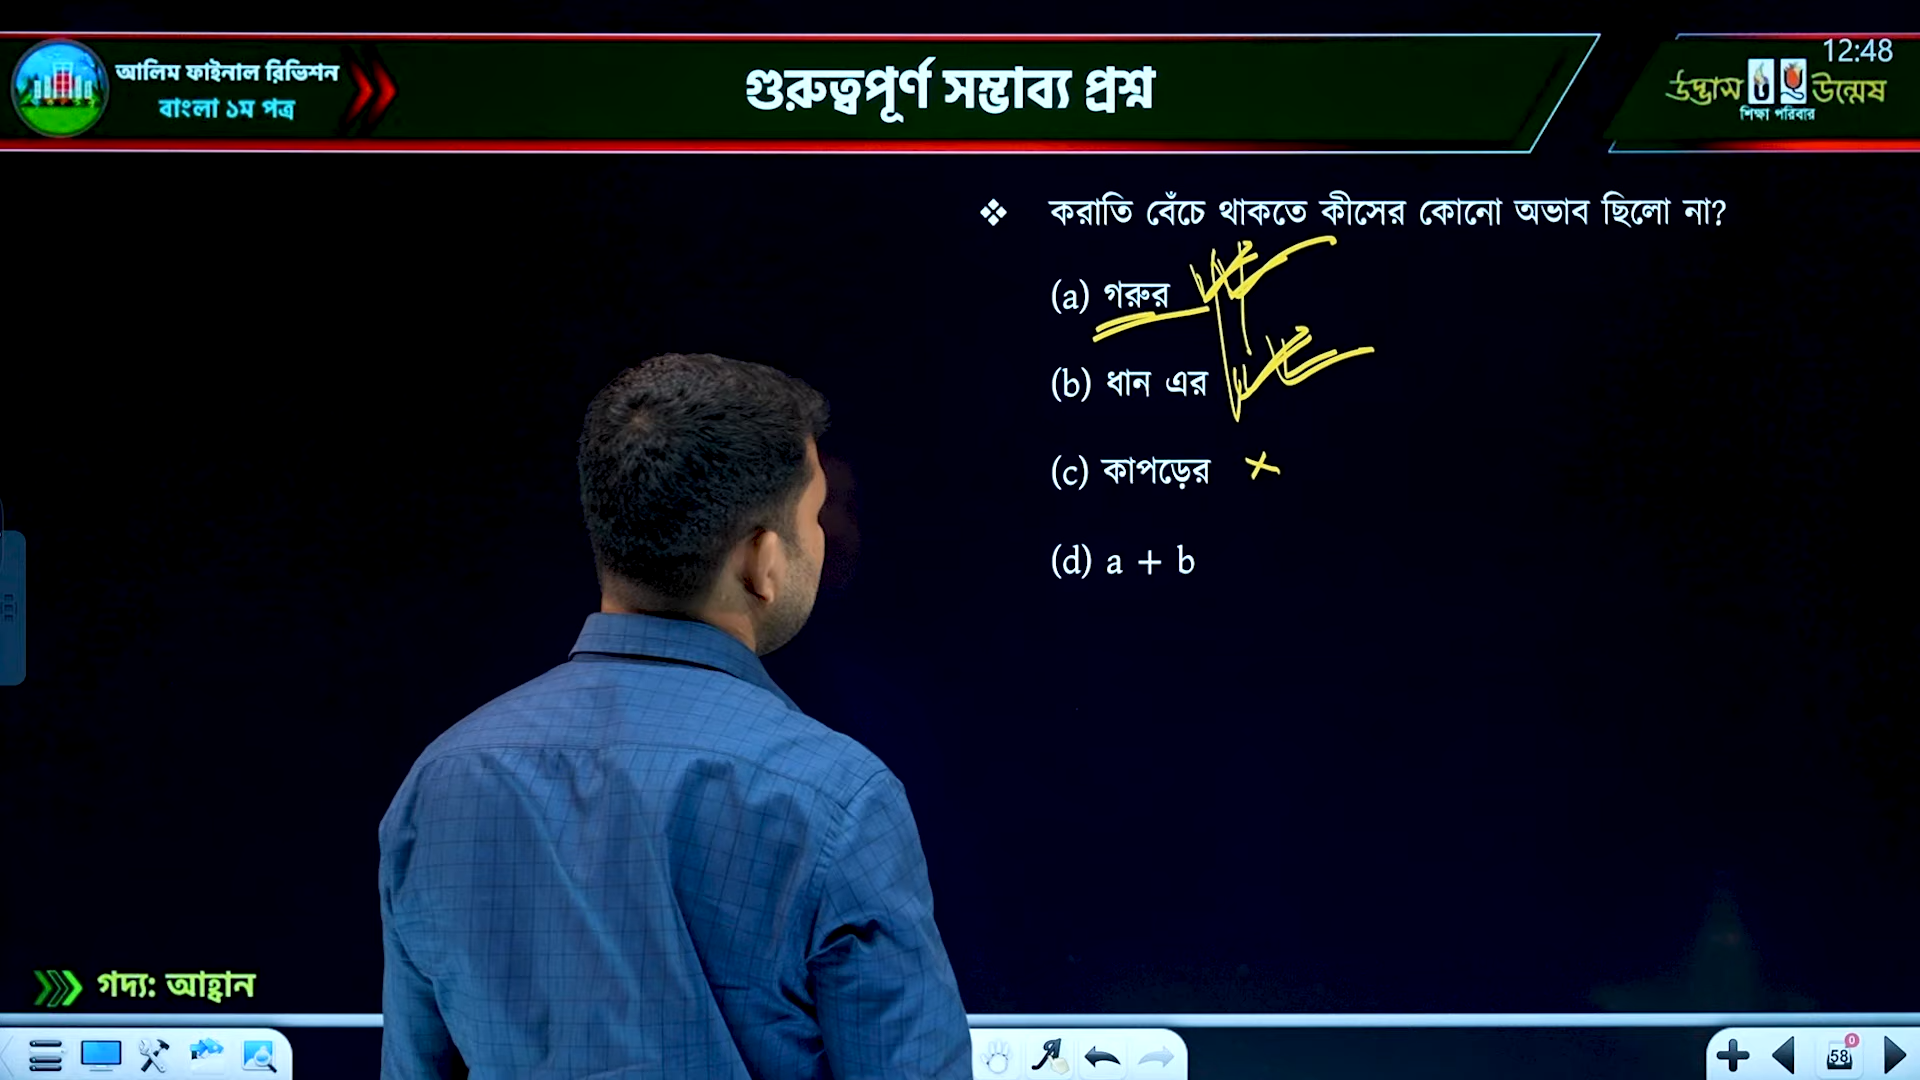 12:48
আলিম ফাইনাল রিভিশন
বাংলা ১ম পত্র
গুরুত্বপূর্ণ সম্ভাব্য প্রশ্ন
উদ্ভাস উন্মেষ
শিক্ষা পরিবার
❖ করাতি বেঁচে থাকতে কীসের কোনো অভাব ছিলো না?
(a) গরুর
(b) ধান এর
(c) কাপড়ের
(d) a + b
গদ্য: আহ্বান
58
0